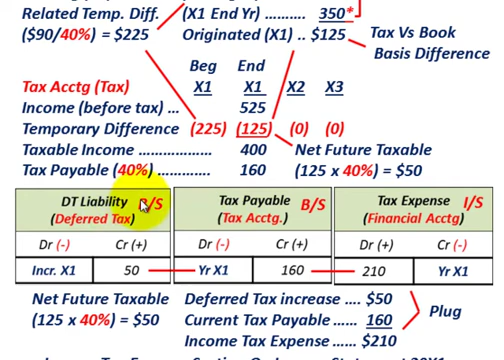 Related Temp. Diff. (X1 End Yr) .......... 350*
($90/40%) = $225 Originated (X1) .. $125 Tax Vs Book
Basis Difference
Beg End
Tax Acctg (Tax) X1 X1 X2 X3
Income (before tax) ... 525
Temporary Difference (225) (125) (0) (0)
Taxable Income ..................... 400 Net Future Taxable
Tax Payable (40%) ............. 160 (125 x 40%) = $50
DT Liability B/S Tax Payable B/S Tax Expense I/S
(Deferred Tax) (Tax Acctg.) (Financial Acctg)
Dr (-) Cr (+) Dr (-) Cr (+) Dr (+) Cr (-)
Incr. X1 50 Yr X1 160 210 Yr X1
Net Future Taxable Deferred Tax increase .... $50
(125 x 40%) = $50 Current Tax Payable ...... 160 Plug
Income Tax Expense ...... $210